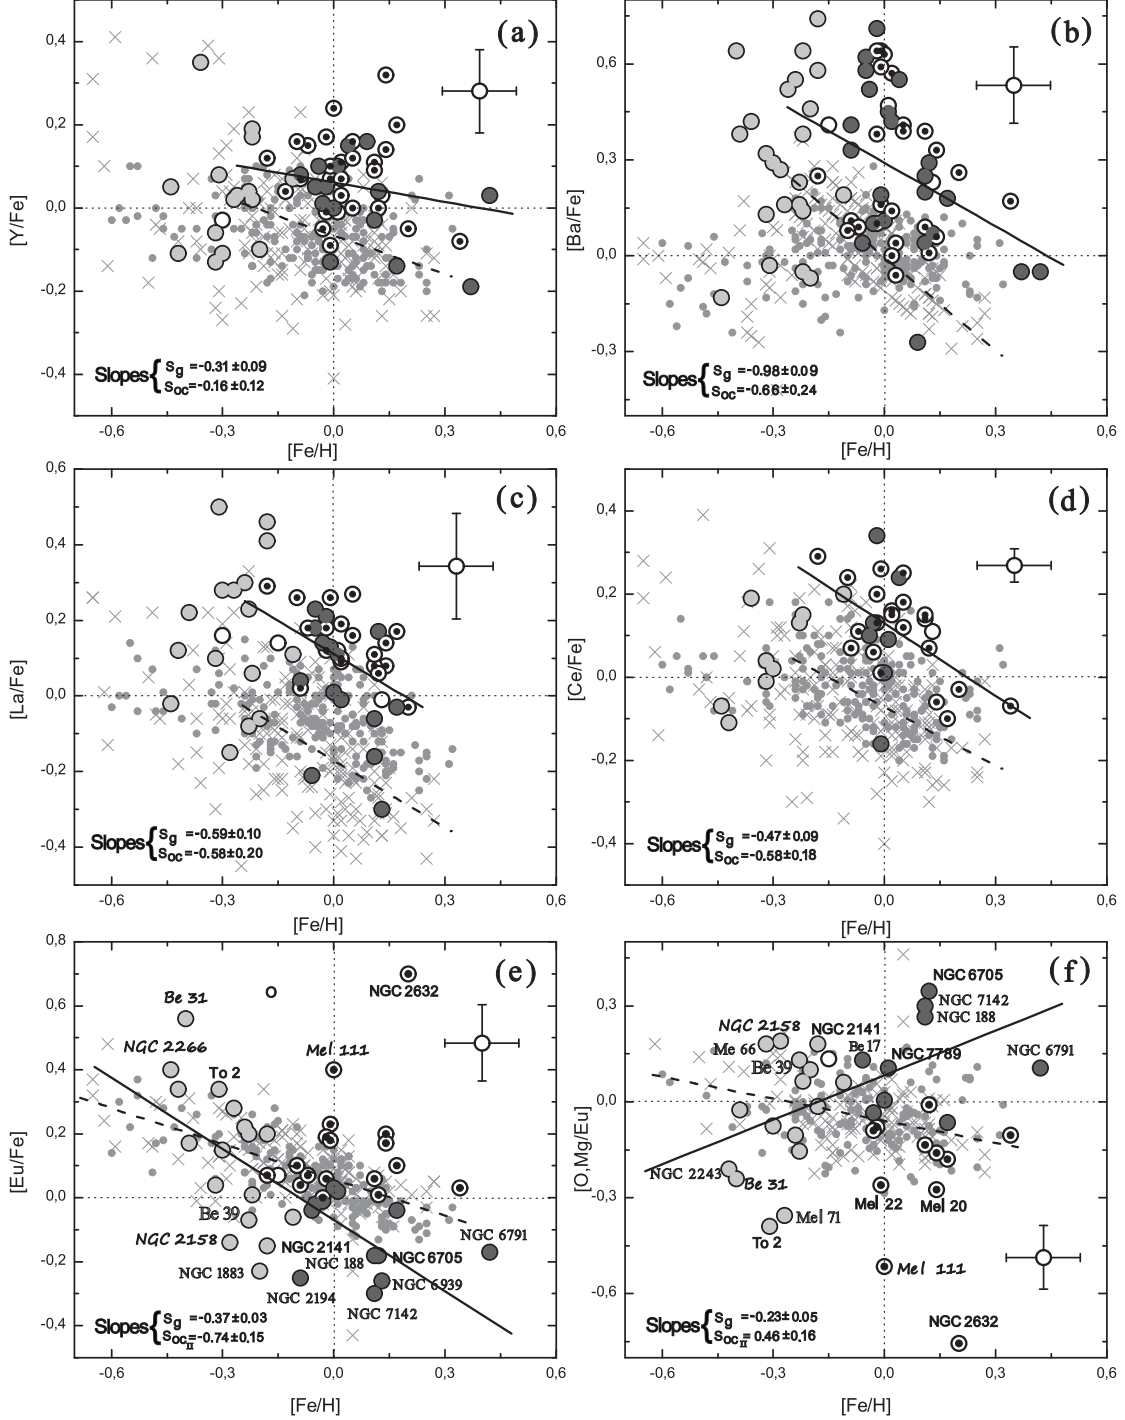 (a)
0,4
0,2
0,0
-0,2
-0,4
[Y/Fe]
Slopes { Sg =-0.31±0.09
Soc=-0.16±0.12
-0,6 -0,3 0,0 0,3 0,6
[Fe/H]
(b)
0,6
0,3
0,0
-0,3
[Ba/Fe]
Slopes { Sg =-0.98±0.09
Soc=-0.66±0.24
-0,6 -0,3 0,0 0,3 0,6
[Fe/H]
(c)
0,6
0,4
0,2
0,0
-0,2
-0,4
[La/Fe]
Slopes { Sg =-0.59±0.10
Soc=-0.58±0.20
-0,6 -0,3 0,0 0,3 0,6
[Fe/H]
(d)
0,4
0,2
0,0
-0,2
-0,4
[Ce/Fe]
Slopes { Sg =-0.47±0.09
Soc=-0.58±0.18
-0,6 -0,3 0,0 0,3 0,6
[Fe/H]
(e)
0,8
0,6
0,4
0,2
0,0
-0,2
-0,4
[Eu/Fe]
NGC 2632
Be 31
Mel 111
NGC 2266
To 2
Be 39
NGC 2158
NGC 2141
NGC 6791
NGC 188
NGC 6705
NGC 1883
NGC 6939
NGC 2194
NGC 7142
Slopes { Sg =-0.37±0.03
SocII=-0.74±0.15
-0,6 -0,3 0,0 0,3 0,6
[Fe/H]
(f)
0,3
0,0
-0,3
-0,6
[O,Mg/Eu]
NGC 6705
NGC 7142
NGC 188
NGC 2158
NGC 2141
Me 66
Be 17
NGC 6791
NGC 7789
Be 39
NGC 2243
Be 31
Mel 22
Mel 20
Mel 71
To 2
Mel 111
NGC 2632
Slopes { Sg =-0.23±0.05
SocII= 0.46±0.16
-0,6 -0,3 0,0 0,3 0,6
[Fe/H]